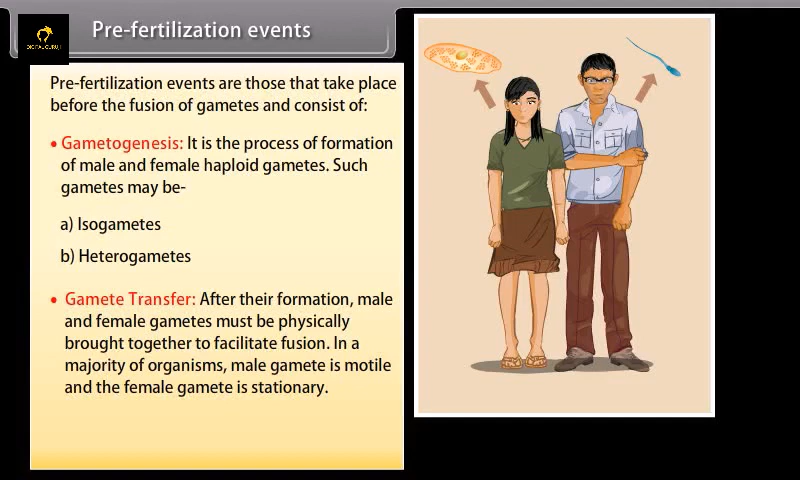 Pre-fertilization events
DIGITAL GURUJI
Pre-fertilization events are those that take place
before the fusion of gametes and consist of:
• Gametogenesis: It is the process of formation
of male and female haploid gametes. Such
gametes may be-
a) Isogametes
b) Heterogametes
• Gamete Transfer: After their formation, male
and female gametes must be physically
brought together to facilitate fusion. In a
majority of organisms, male gamete is motile
and the female gamete is stationary.